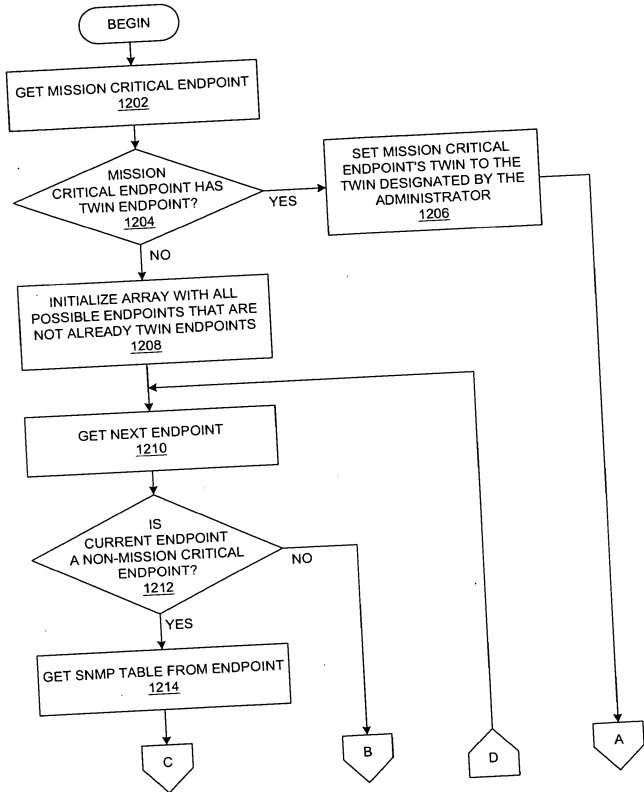 BEGIN
GET MISSION CRITICAL ENDPOINT
1202
MISSION
CRITICAL ENDPOINT HAS
TWIN ENDPOINT?
1204
YES
SET MISSION CRITICAL
ENDPOINT'S TWIN TO THE
TWIN DESIGNATED BY THE
ADMINISTRATOR
1206
NO
INITIALIZE ARRAY WITH ALL
POSSIBLE ENDPOINTS THAT ARE
NOT ALREADY TWIN ENDPOINTS
1208
GET NEXT ENDPOINT
1210
IS
CURRENT ENDPOINT
A NON-MISSION CRITICAL
ENDPOINT?
1212
NO
YES
GET SNMP TABLE FROM ENDPOINT
1214
C
B
D
A